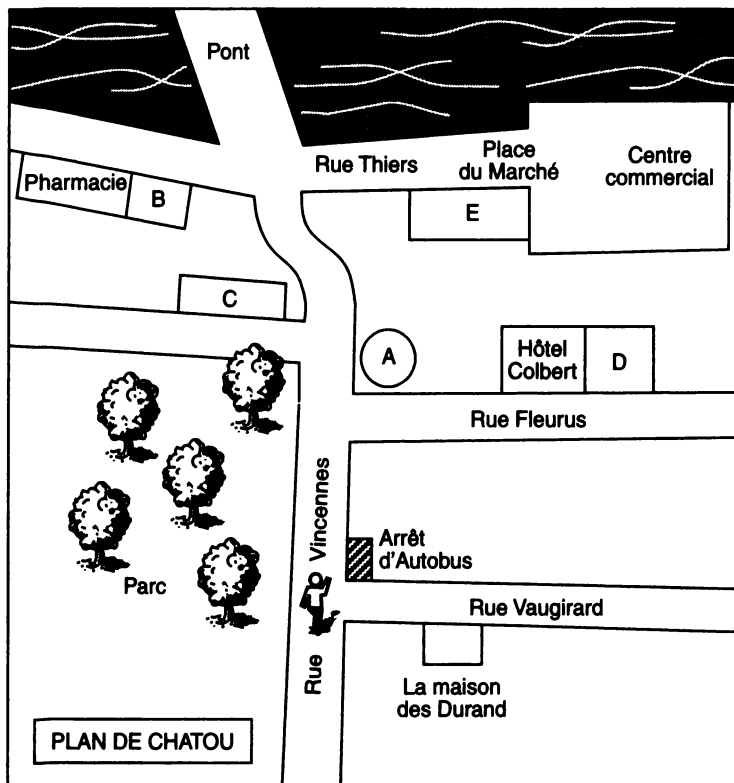 Pont
Rue Thiers
Place
du Marché
Centre
commercial
Pharmacie
B
E
C
A
Hôtel
Colbert
D
Rue Fleurus
Rue Vincennes
Arrêt
d'Autobus
Parc
Rue Vaugirard
La maison
des Durand
PLAN DE CHATOU